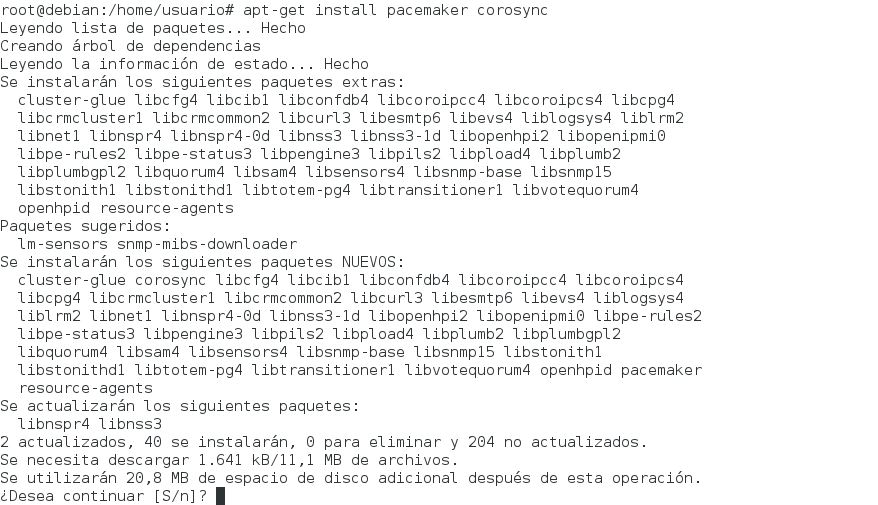 root@debian:/home/usuario# apt-get install pacemaker corosync
Leyendo lista de paquetes... Hecho
Creando árbol de dependencias
Leyendo la información de estado... Hecho
Se instalarán los siguientes paquetes extras:
  cluster-glue libcfg4 libcib1 libconfdb4 libcoroipcc4 libcoroipcs4 libcpg4
  libcrmcluster1 libcrmcommon2 libcurl3 libesmtp6 libevs4 liblogsys4 liblrm2
  libnet1 libnspr4 libnspr4-0d libnss3 libnss3-1d libopenhpi2 libopenipmi0
  libpe-rules2 libpe-status3 libpengine3 libpils2 libpload4 libplumb2
  libplumbgpl2 libquorum4 libsam4 libsensors4 libsnmp-base libsnmp15
  libstonith1 libstonithd1 libtotem-pg4 libtransitioner1 libvotequorum4
  openhpid resource-agents
Paquetes sugeridos:
  lm-sensors snmp-mibs-downloader
Se instalarán los siguientes paquetes NUEVOS:
  cluster-glue corosync libcfg4 libcib1 libconfdb4 libcoroipcc4 libcoroipcs4
  libcpg4 libcrmcluster1 libcrmcommon2 libcurl3 libesmtp6 libevs4 liblogsys4
  liblrm2 libnet1 libnspr4-0d libnss3-1d libopenhpi2 libopenipmi0 libpe-rules2
  libpe-status3 libpengine3 libpils2 libpload4 libplumb2 libplumbgpl2
  libquorum4 libsam4 libsensors4 libsnmp-base libsnmp15 libstonith1
  libstonithd1 libtotem-pg4 libtransitioner1 libvotequorum4 openhpid pacemaker
  resource-agents
Se actualizarán los siguientes paquetes:
  libnspr4 libnss3
2 actualizados, 40 se instalarán, 0 para eliminar y 204 no actualizados.
Se necesita descargar 1.641 kB/11,1 MB de archivos.
Se utilizarán 20,8 MB de espacio de disco adicional después de esta operación.
¿Desea continuar [S/n]?